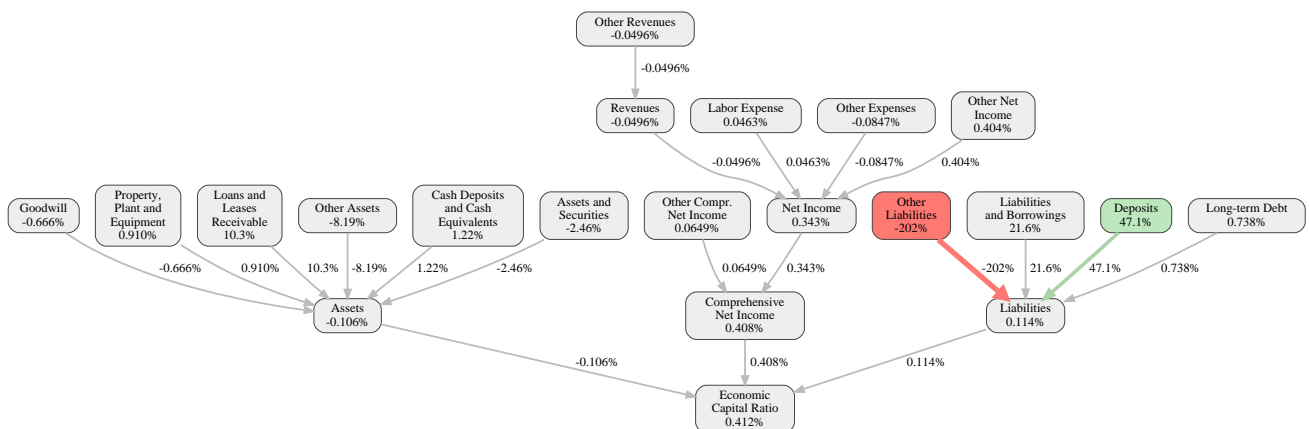 Other Revenues
-0.0496%
-0.0496%
Revenues
-0.0496%
Labor Expense
0.0463%
Other Expenses
-0.0847%
Other Net
Income
0.404%
-0.0496%
0.0463%
-0.0847%
0.404%
Goodwill
-0.666%
Property,
Plant and
Equipment
0.910%
Loans and
Leases
Receivable
10.3%
Other Assets
-8.19%
Cash Deposits
and Cash
Equivalents
1.22%
Assets and
Securities
-2.46%
Other Compr.
Net Income
0.0649%
Net Income
0.343%
Other
Liabilities
-202%
Liabilities
and Borrowings
21.6%
Deposits
47.1%
Long-term Debt
0.738%
-0.666%
0.910%
10.3%
-8.19%
1.22%
-2.46%
0.0649%
0.343%
-202%
21.6%
47.1%
0.738%
Assets
-0.106%
Comprehensive
Net Income
0.408%
Liabilities
0.114%
-0.106%
0.408%
0.114%
Economic
Capital Ratio
0.412%